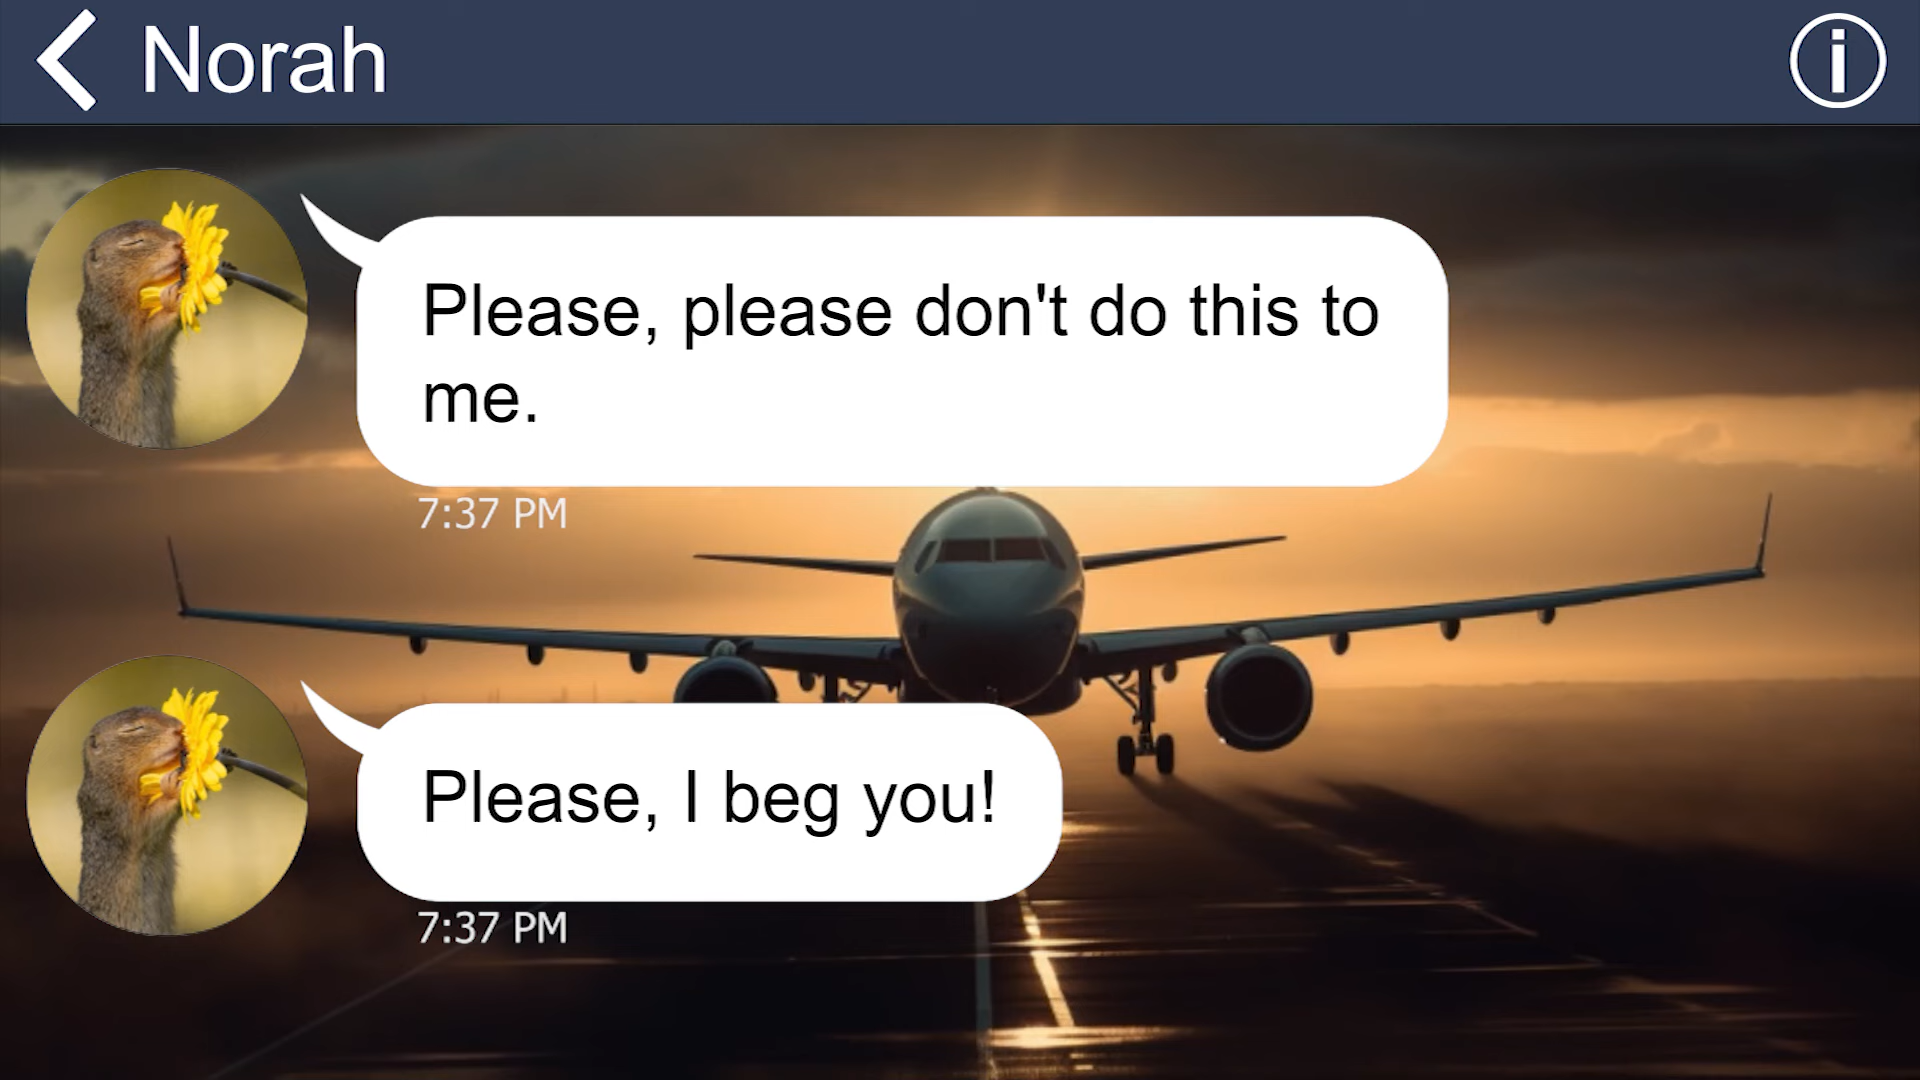 Norah
Please, please don't do this to
me.
7:37 PM
Please, I beg you!
7:37 PM